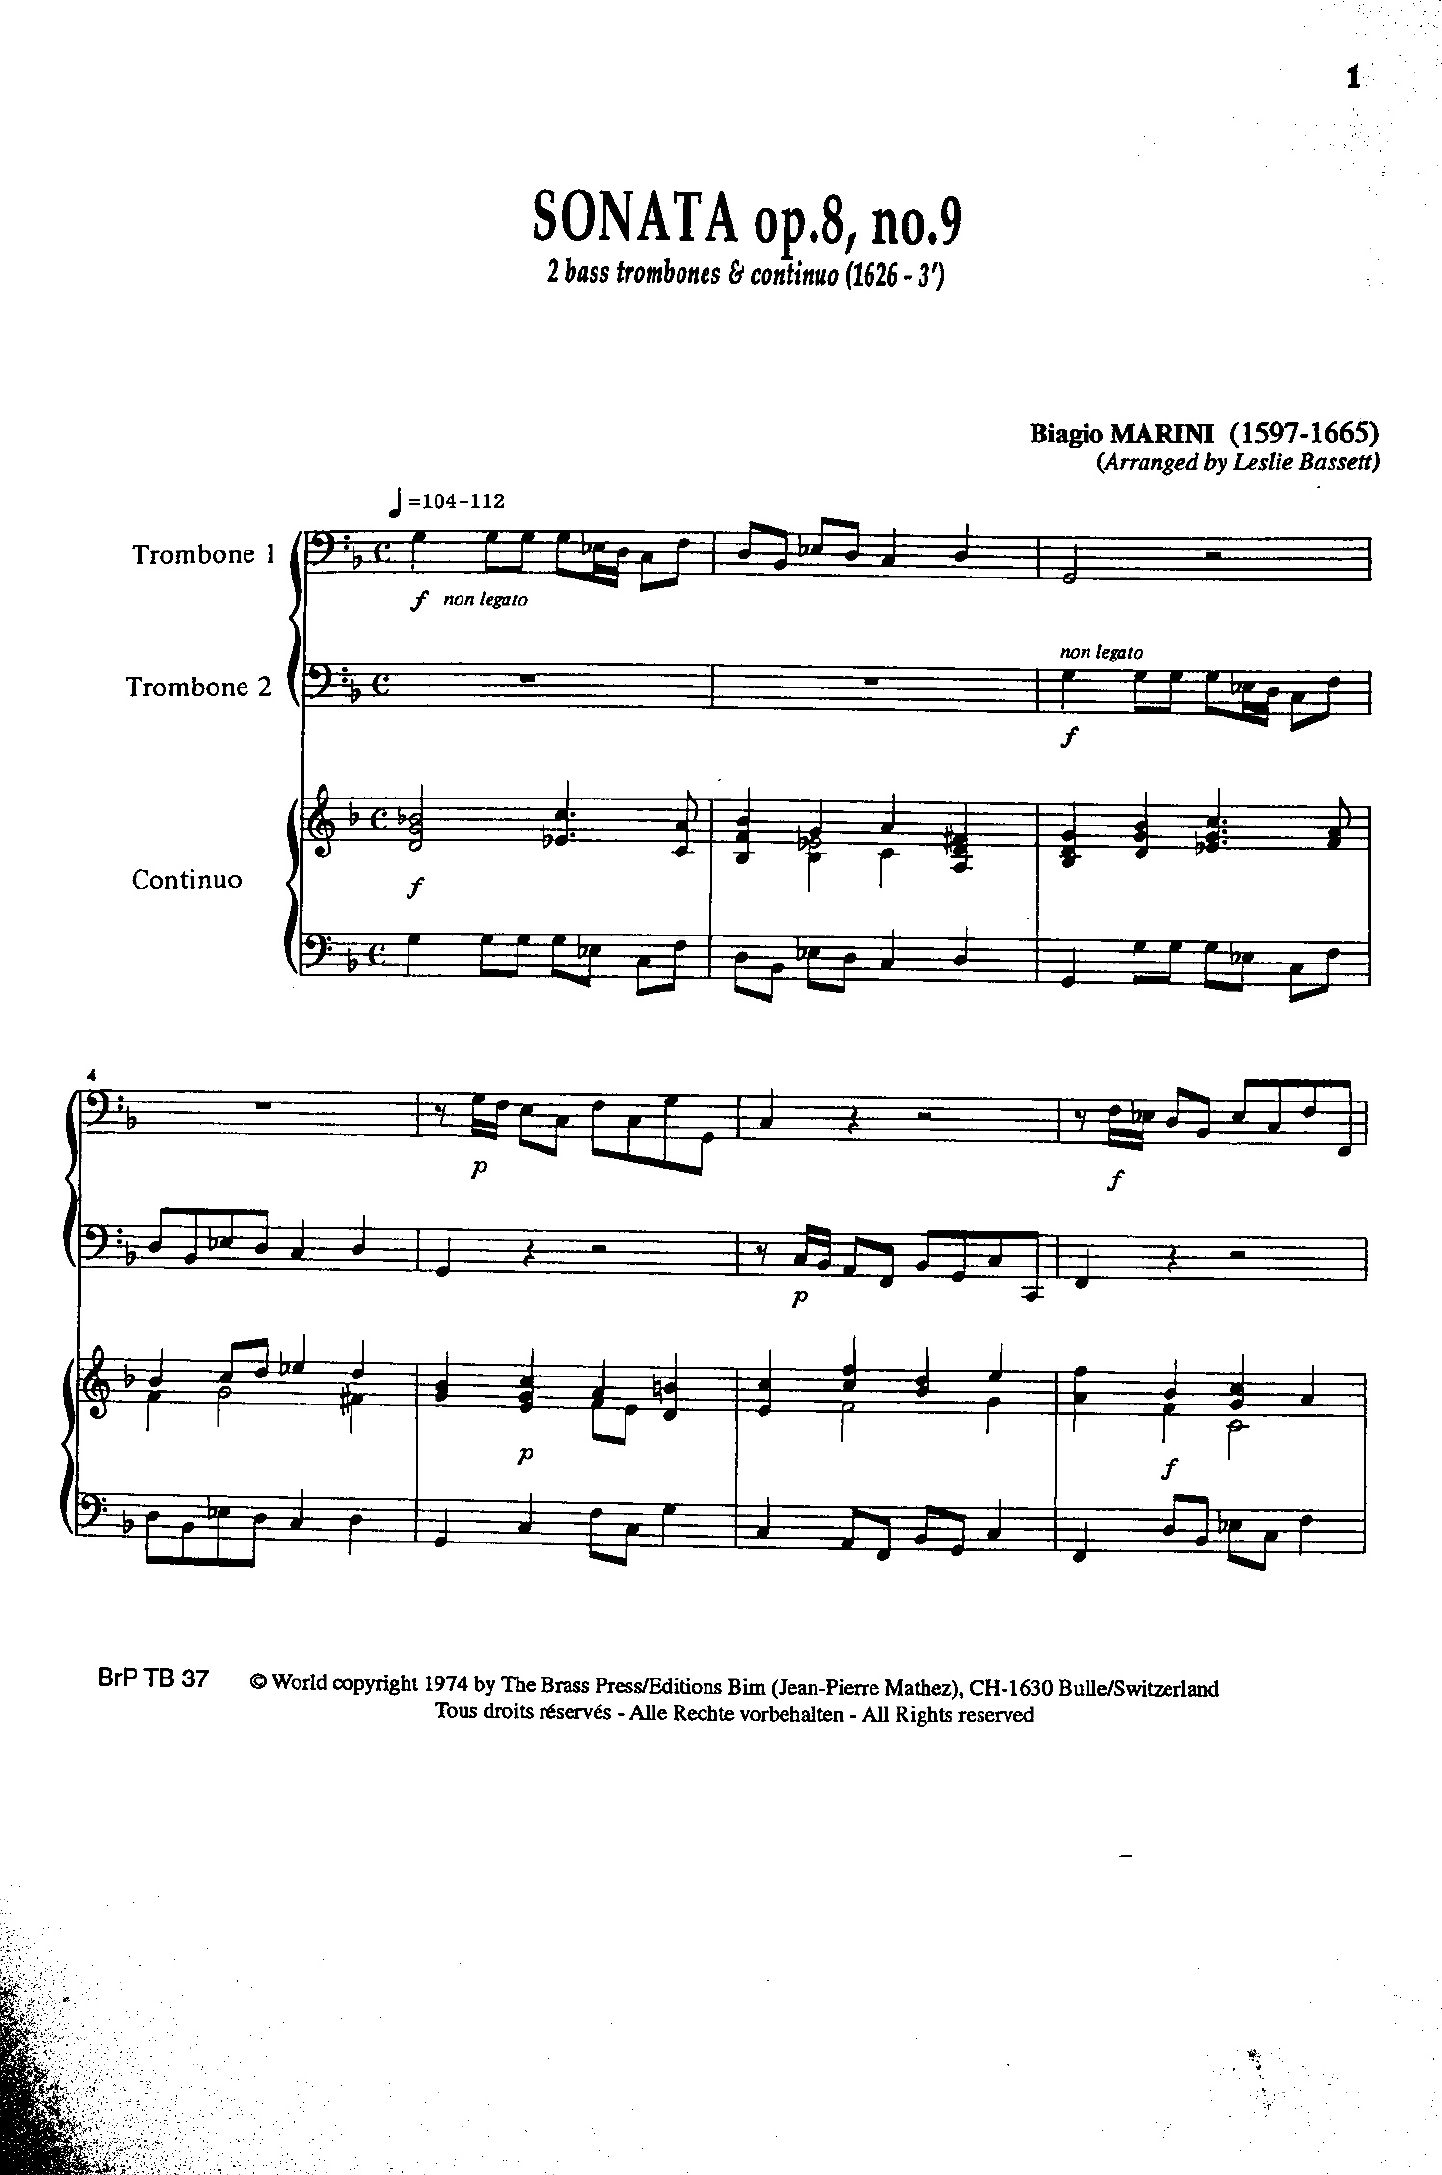 1
SONATA op.8, no.9
2 bass trombones & continuo (1626 - 3')
Biagio MARINI (1597-1665)
(Arranged by Leslie Bassett)
=104-112
Trombone 1
f non legato
non legato
Trombone 2
f
Continuo
f
4
p
f
p
p
f
BrP TB 37
© World copyright 1974 by The Brass Press/Editions Bim (Jean-Pierre Mathez), CH-1630 Bulle/Switzerland
Tous droits réservés - Alle Rechte vorbehalten - All Rights reserved